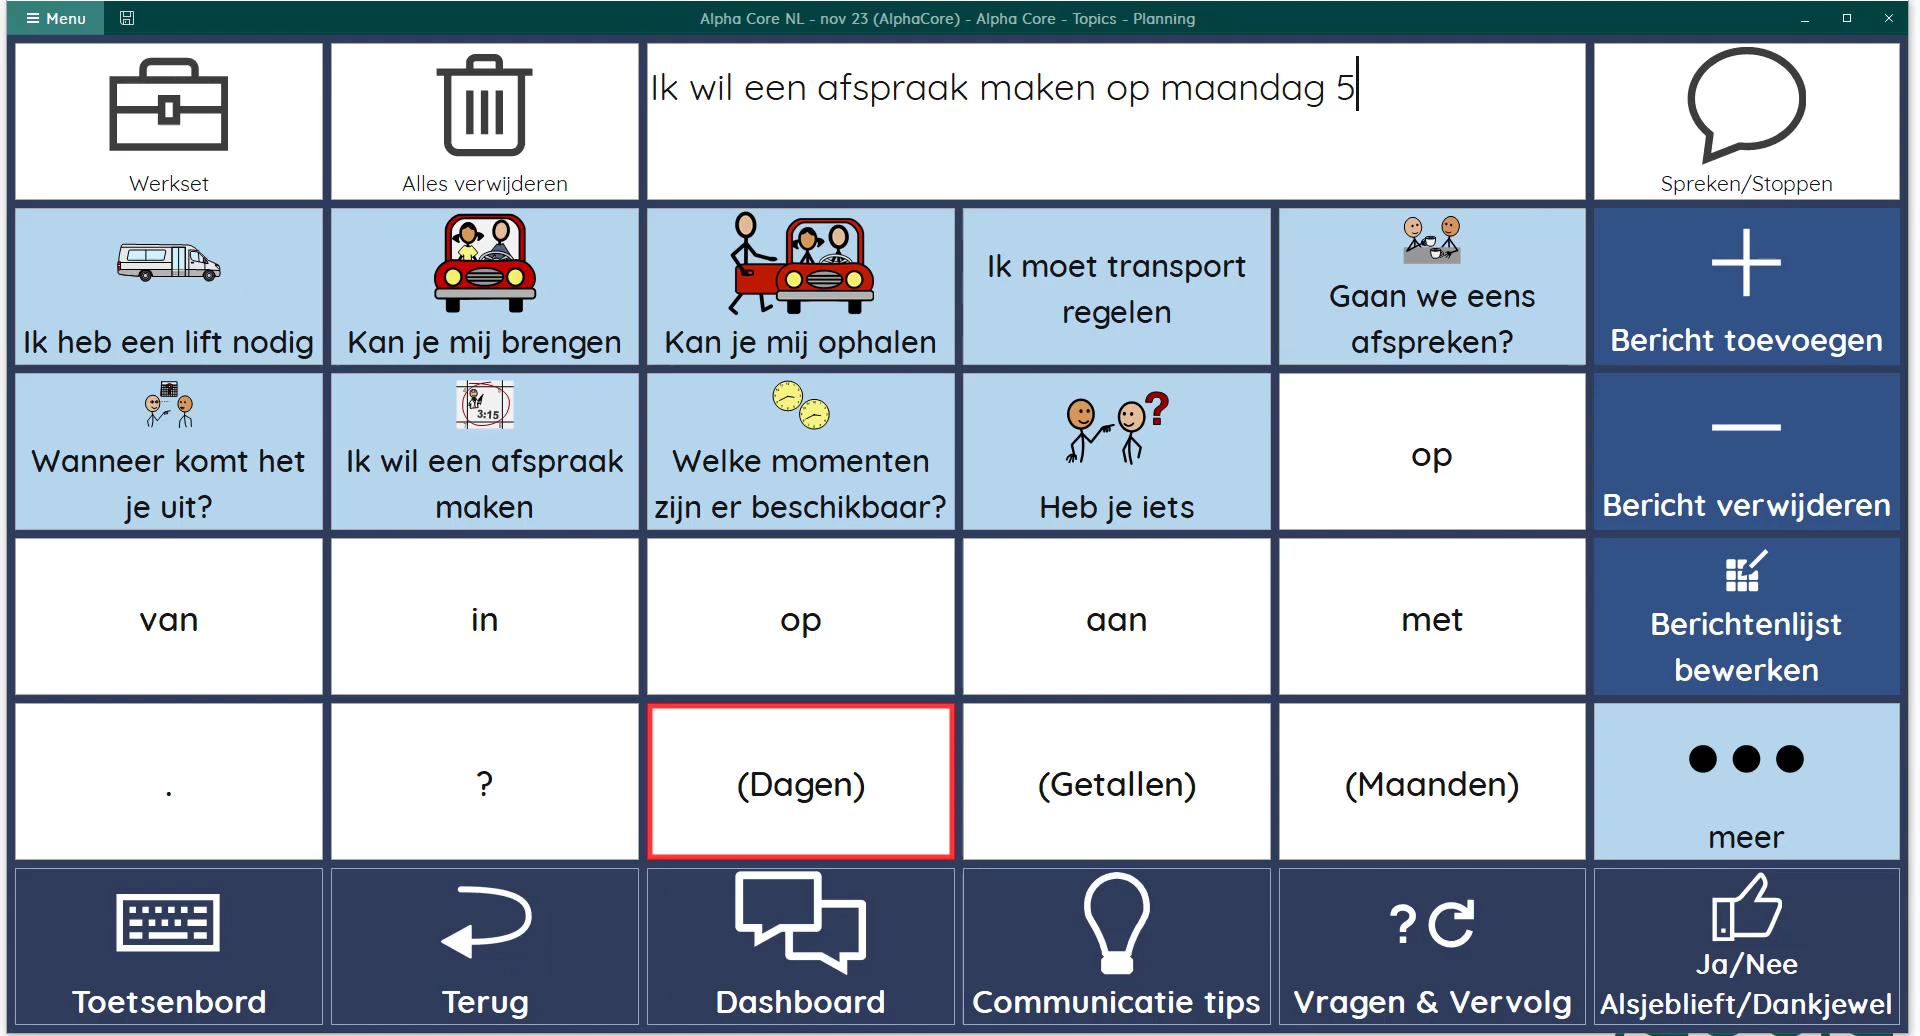 Menu
Alpha Core NL - nov 23 (AlphaCore) - Alpha Core - Topics - Planning
Werkset
Alles verwijderen
Ik wil een afspraak maken op maandag 5
Spreken/Stoppen
Ik heb een lift nodig
Kan je mij brengen
Kan je mij ophalen
Ik moet transport
regelen
Gaan we eens
afspreken?
Bericht toevoegen
Wanneer komt het
je uit?
3:15
Ik wil een afspraak
maken
Welke momenten
zijn er beschikbaar?
?
Heb je iets
op
Bericht verwijderen
van
in
op
aan
met
Berichtenlijst
bewerken
.
?
(Dagen)
(Getallen)
(Maanden)
meer
Toetsenbord
Terug
Dashboard
Communicatie tips
?
Vragen & Vervolg
Ja/Nee
Alsjeblieft/Dankjewel